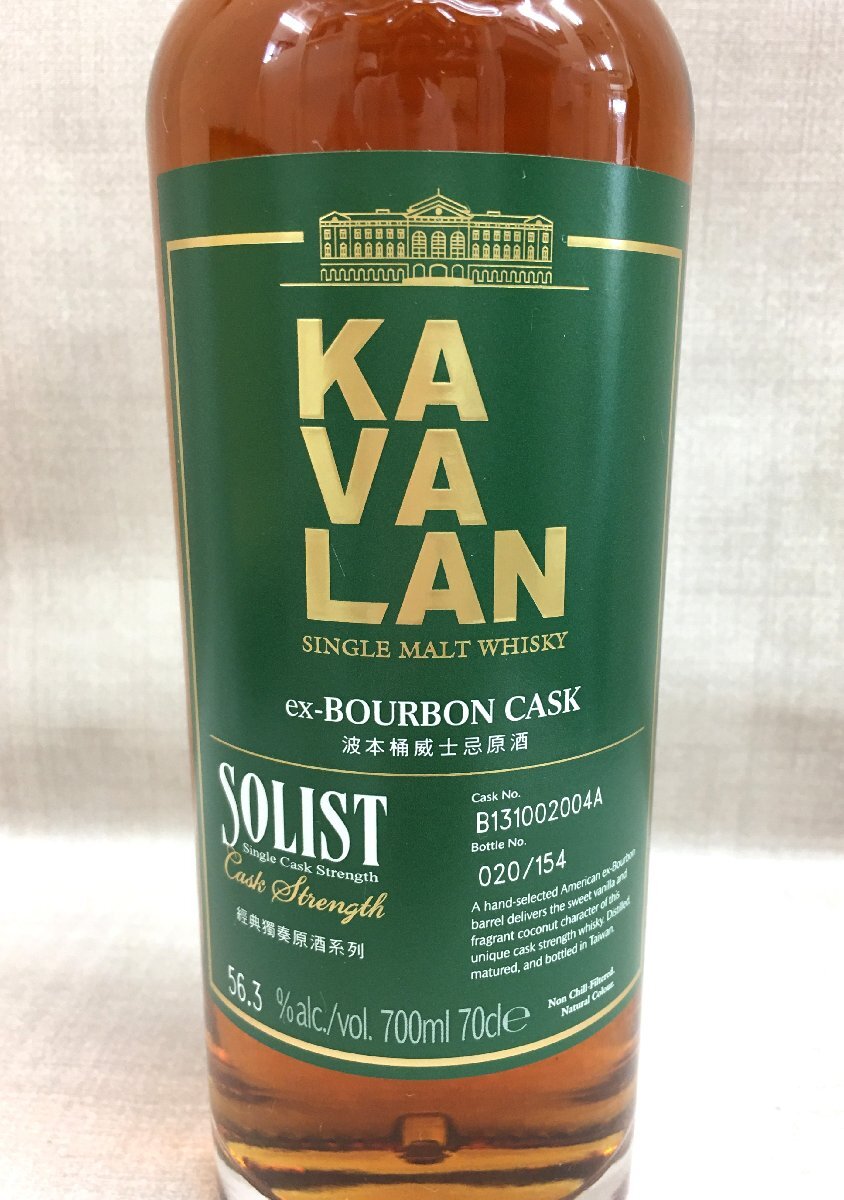 KA
VA
LAN
SINGLE MALT WHISKY
ex-BOURBON CASK
波本桶威士忌原酒
SOLIST
Single Cask Strength
Cask Strength
經典獨奏原酒系列
Cask No.
B131002004A
Bottle No.
020/154
A hand-selected American ex-Bourbon
barrel delivers the sweet vanilla and
fragrant coconut character of this
unique cask strength whisky. Distilled,
matured, and bottled in Taiwan.
Non Chill-Filtered.
Natural Colour.
56.3 %alc./vol. 700ml 70cl℮